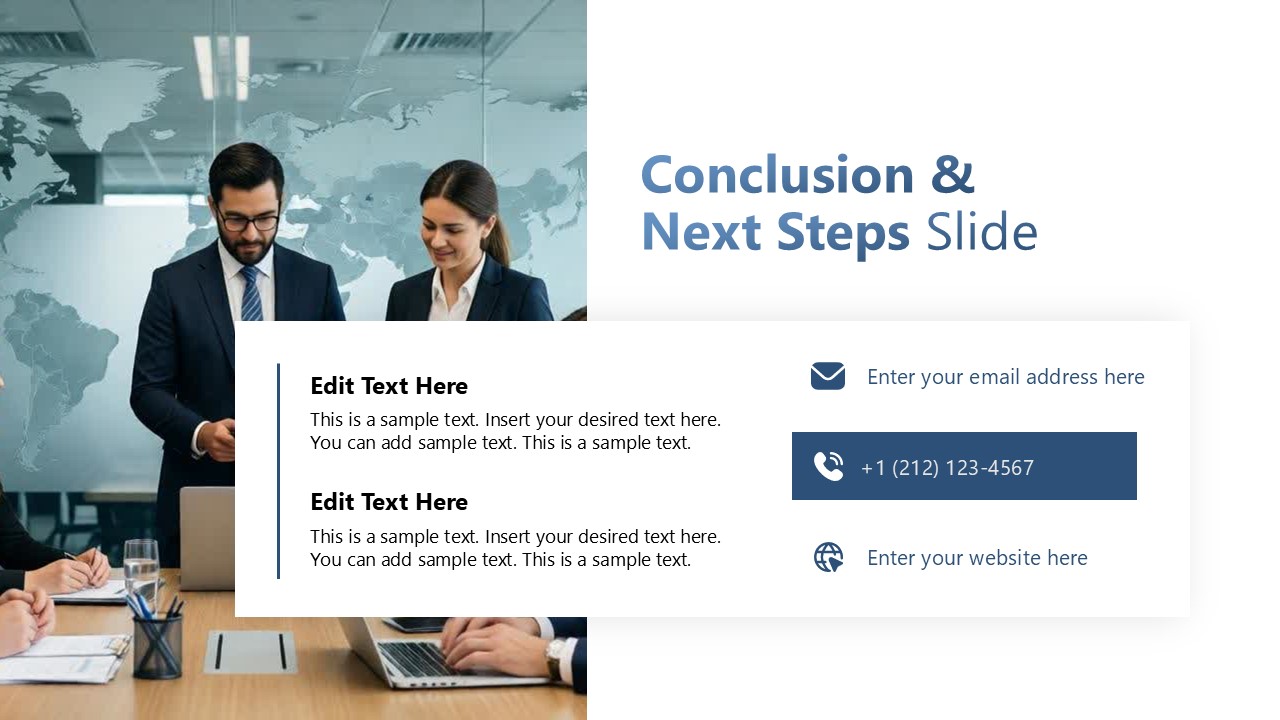 Conclusion &
Next Steps Slide
Edit Text Here
This is a sample text. Insert your desired text here.
You can add sample text. This is a sample text.
Edit Text Here
This is a sample text. Insert your desired text here.
You can add sample text. This is a sample text.
Enter your email address here
+1 (212) 123-4567
Enter your website here